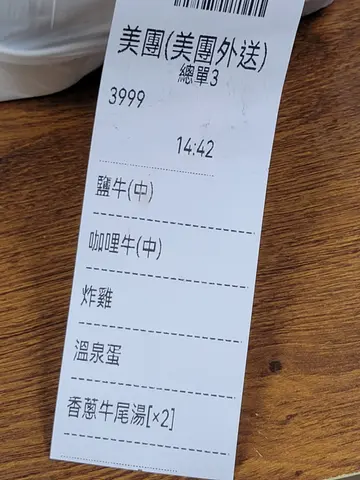 美團(美團外送)
總單3
3999
14:42
鹽牛(中)
咖哩牛(中)
炸雞
溫泉蛋
香蔥牛尾湯[×2]